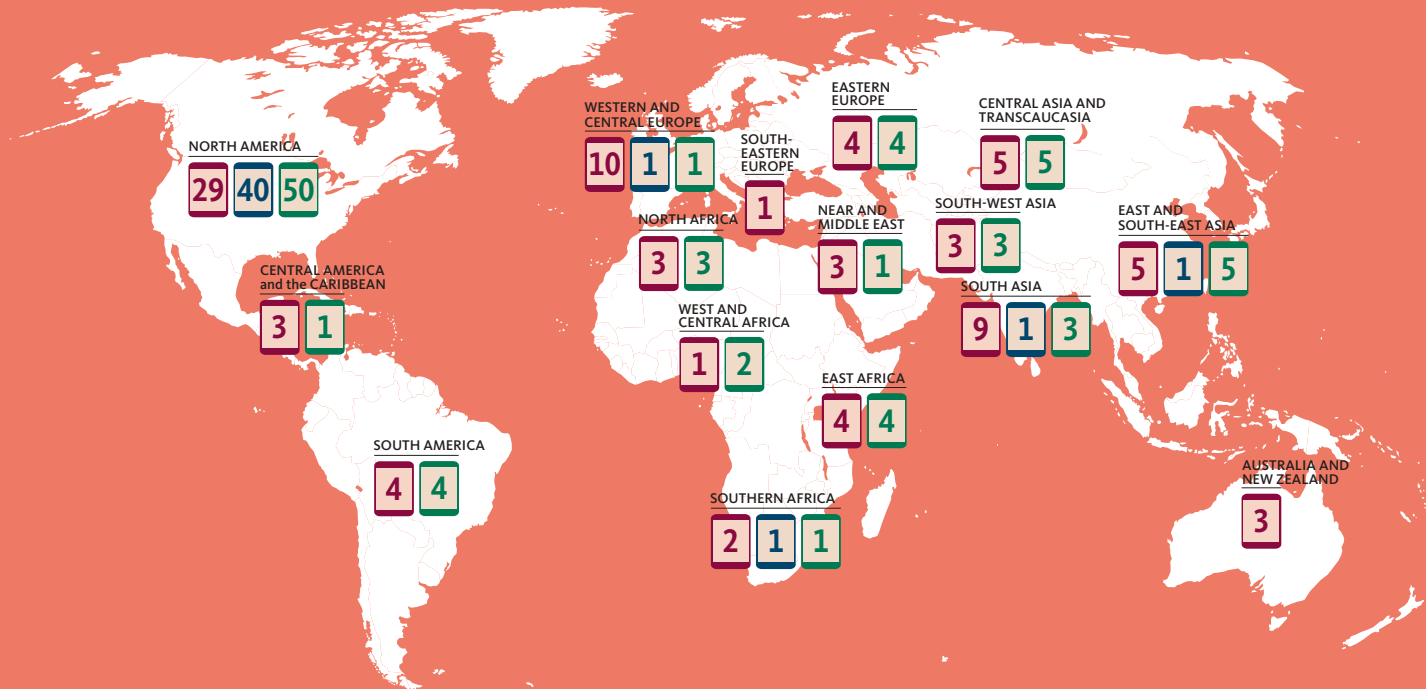 NORTH AMERICA
29 40 50
CENTRAL AMERICA
and the CARIBBEAN
3 1
SOUTH AMERICA
4 4
WESTERN AND
CENTRAL EUROPE
10 1 1
SOUTH-
EASTERN
EUROPE
1
EASTERN
EUROPE
4 4
CENTRAL ASIA AND
TRANSCAUCASIA
5 5
NORTH AFRICA
3 3
NEAR AND
MIDDLE EAST
3 1
SOUTH-WEST ASIA
3 3
EAST AND
SOUTH-EAST ASIA
5 1 5
SOUTH ASIA
9 1 3
WEST AND
CENTRAL AFRICA
1 2
EAST AFRICA
4 4
SOUTHERN AFRICA
2 1 1
AUSTRALIA AND
NEW ZEALAND
3